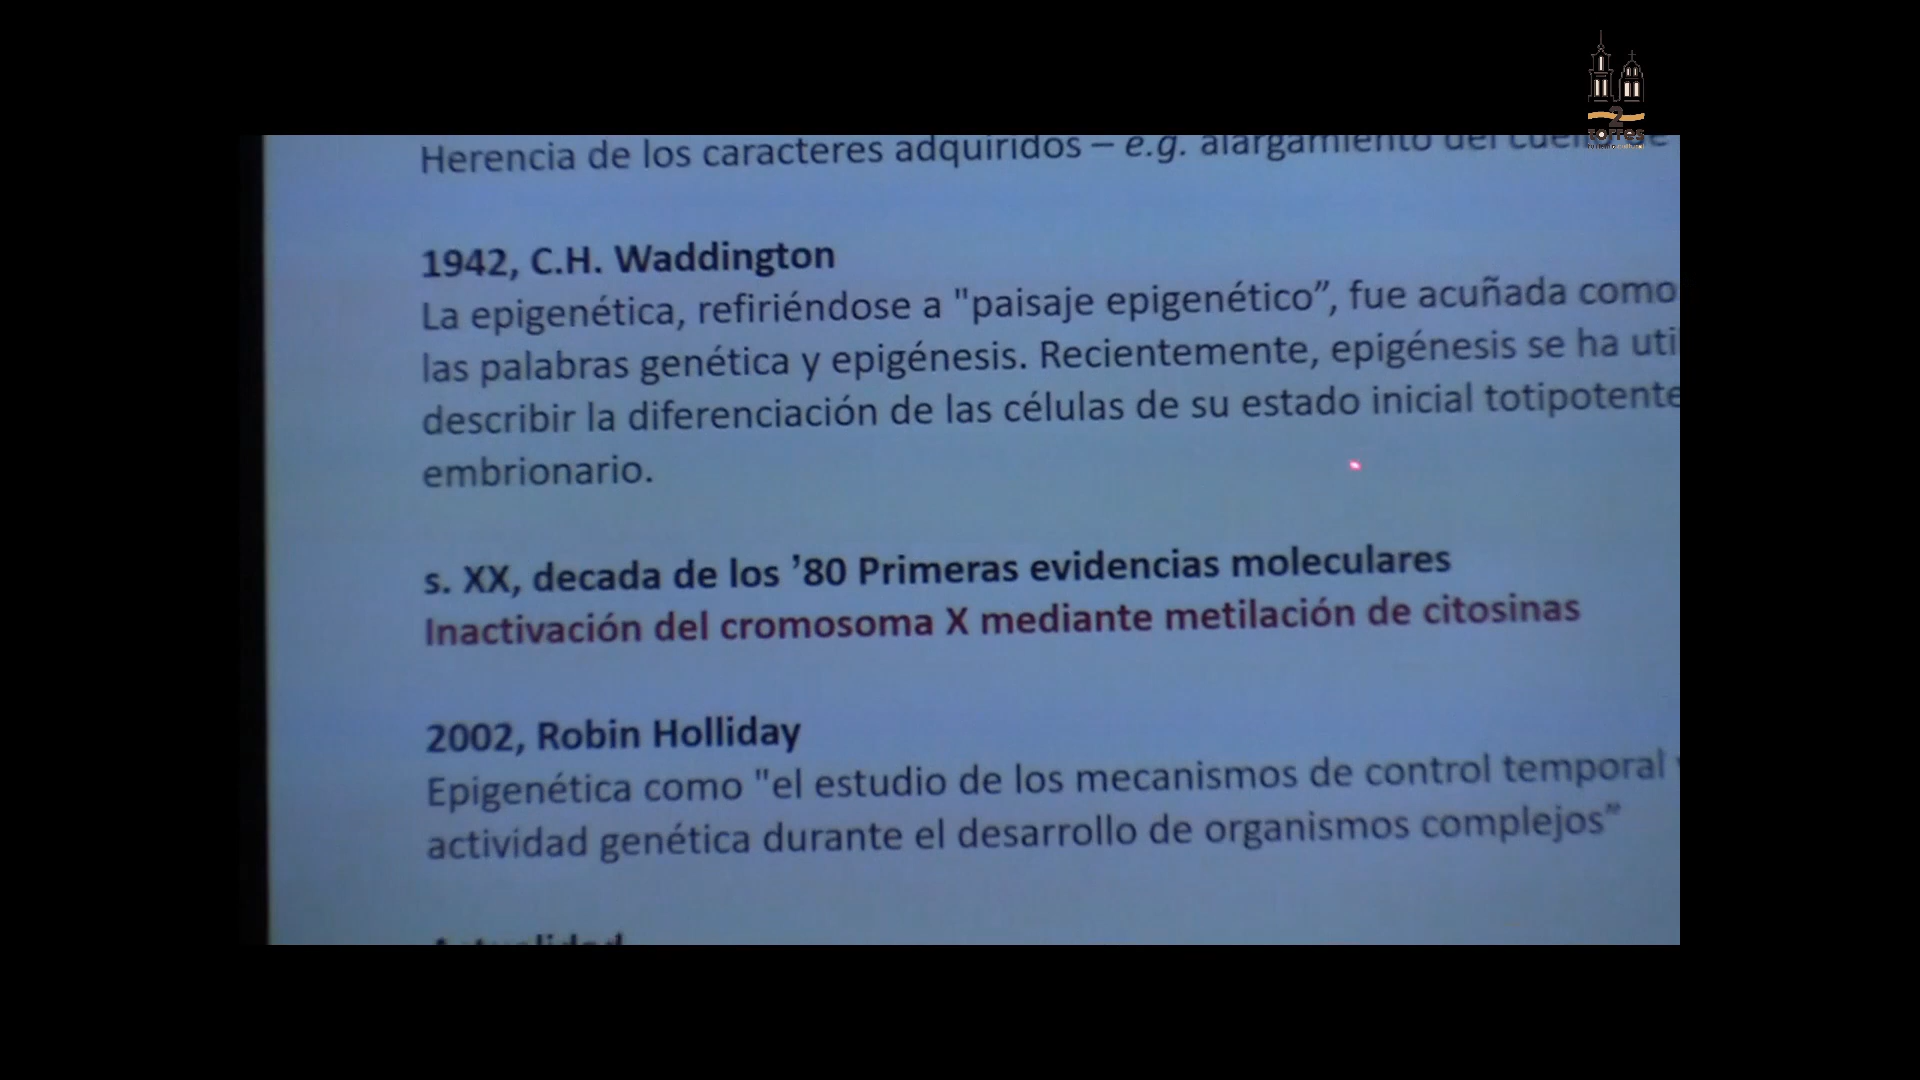 2
torres
Herencia de los caracteres adquiridos – e.g. alargamiento del
1942, C.H. Waddington
La epigenética, refiriéndose a "paisaje epigenético”, fue acuñada como
las palabras genética y epigénesis. Recientemente, epigénesis se ha uti
describir la diferenciación de las células de su estado inicial totipotente
embrionario.
s. XX, decada de los ’80 Primeras evidencias moleculares
Inactivación del cromosoma X mediante metilación de citosinas
2002, Robin Holliday
Epigenética como "el estudio de los mecanismos de control temporal
actividad genética durante el desarrollo de organismos complejos”